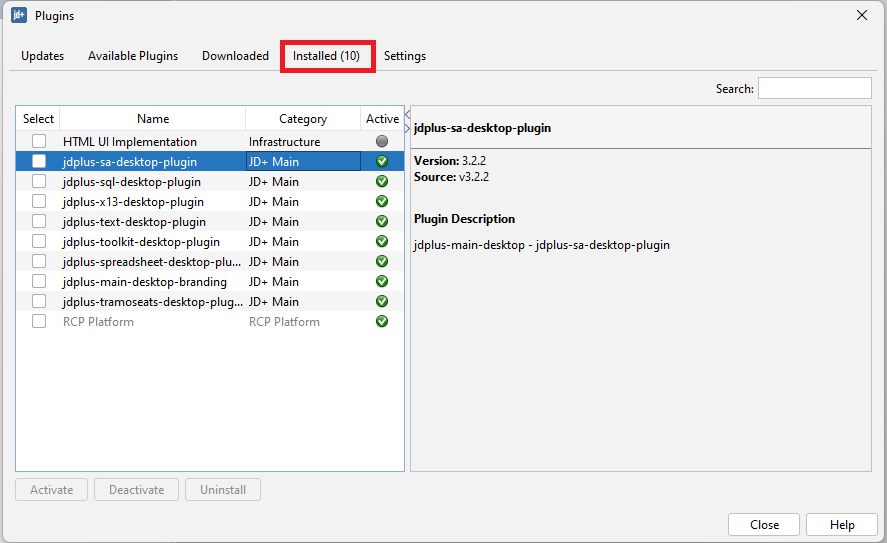 jd+ Plugins
Updates Available Plugins Downloaded Installed (10) Settings
Search:
Select Name Category Active
HTML UI Implementation Infrastructure
jdplus-sa-desktop-plugin JD+ Main
jdplus-sql-desktop-plugin JD+ Main
jdplus-x13-desktop-plugin JD+ Main
jdplus-text-desktop-plugin JD+ Main
jdplus-toolkit-desktop-plugin JD+ Main
jdplus-spreadsheet-desktop-plu... JD+ Main
jdplus-main-desktop-branding JD+ Main
jdplus-tramoseats-desktop-plug... JD+ Main
RCP Platform RCP Platform
jdplus-sa-desktop-plugin
Version: 3.2.2
Source: v3.2.2
Plugin Description
jdplus-main-desktop - jdplus-sa-desktop-plugin
Activate Deactivate Uninstall
Close Help